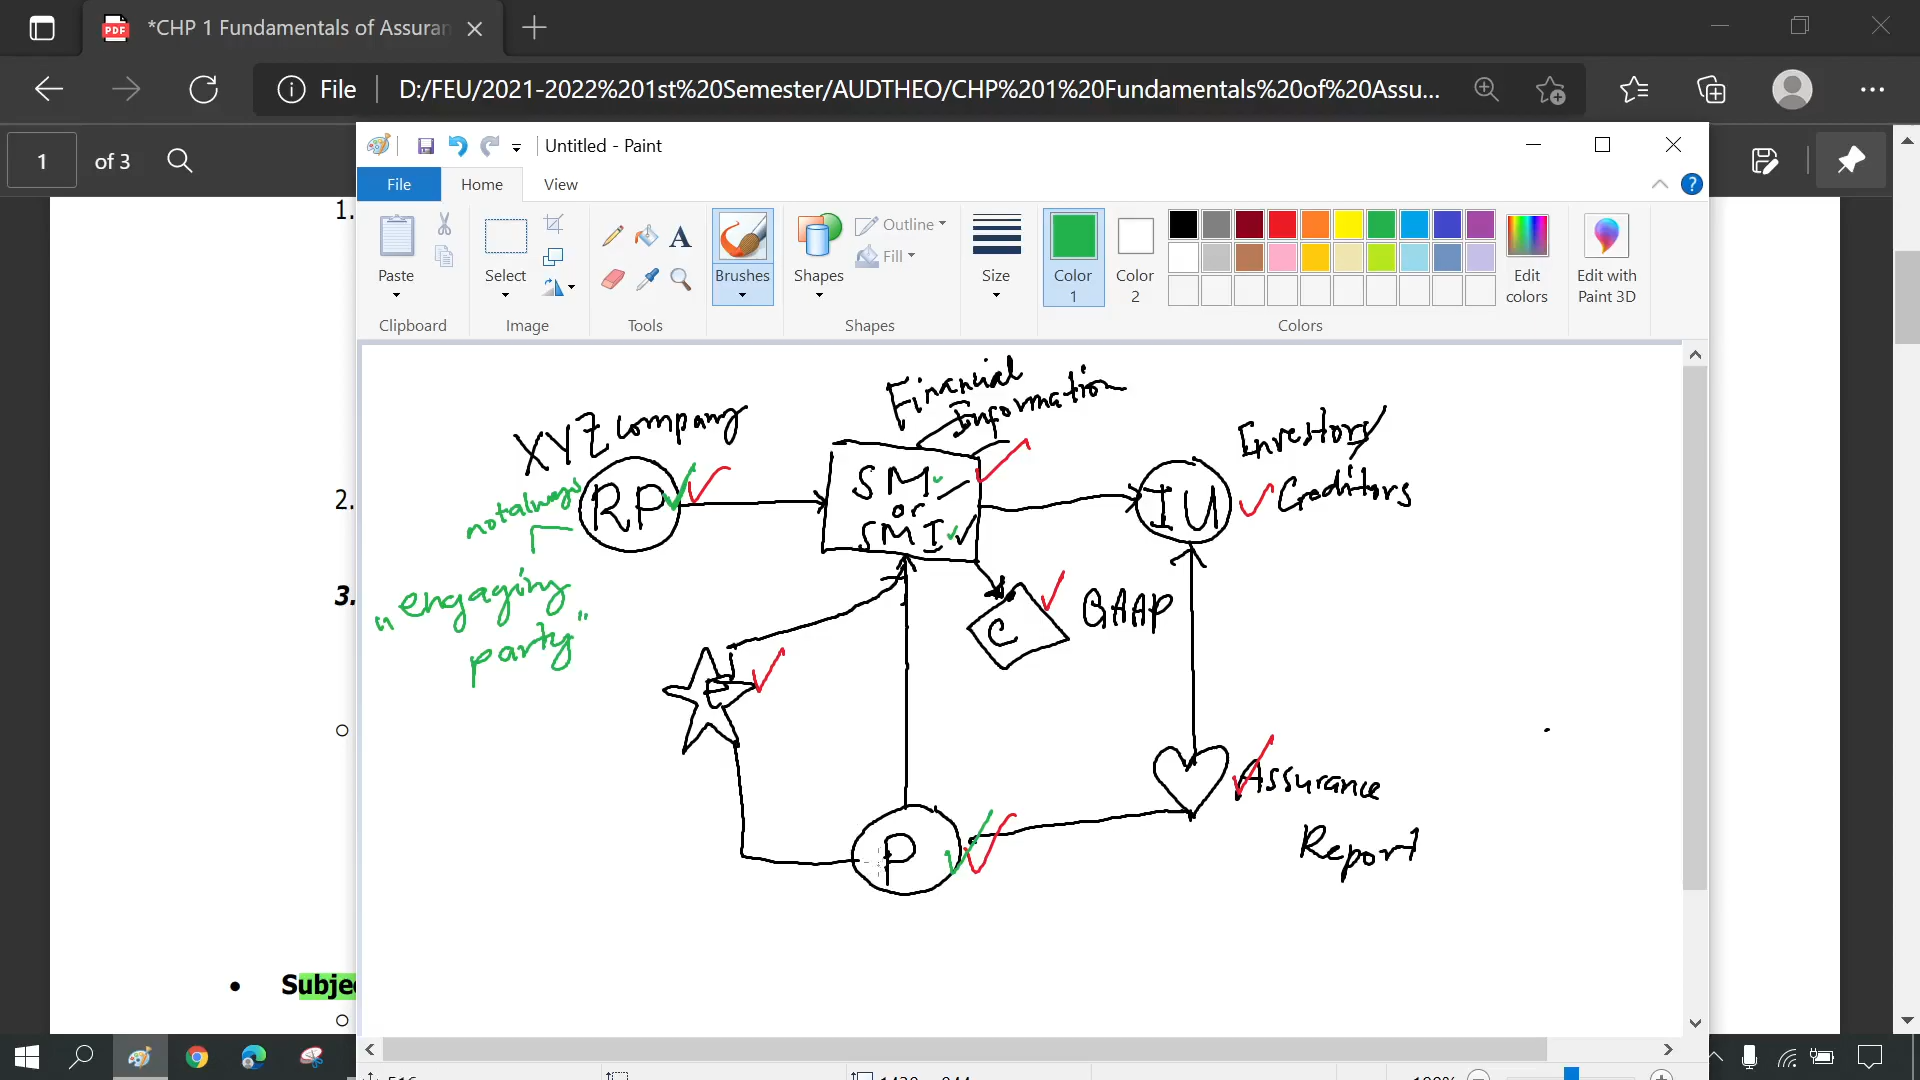 *CHP 1 Fundamentals of Assuran
File
D:/FEU/2021-2022%201st%20Semester/AUDTHEO/CHP%201%20Fundamentals%20of%20Assu...
1 of 3
Untitled - Paint
File Home View
Paste
Select
Brushes
Shapes
Outline
Fill
Size
Color 1
Color 2
Edit colors
Edit with Paint 3D
Clipboard
Image
Tools
Shapes
Colors
1.
2.
3.
Subje
Financial
Information
XYZ Company
Investors/
Creditors
RP
SM
or
SMI
IU
not always
"engaging
party"
C
GAAP
E
Assurance
Report
P